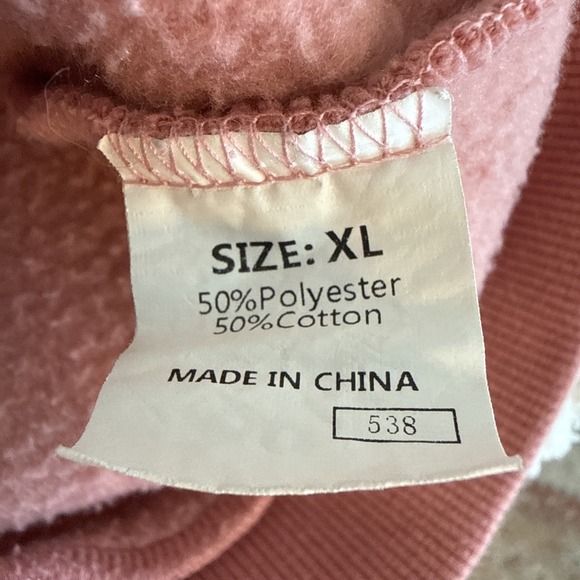 SIZE: XL
50%Polyester
50%Cotton
MADE IN CHINA
538